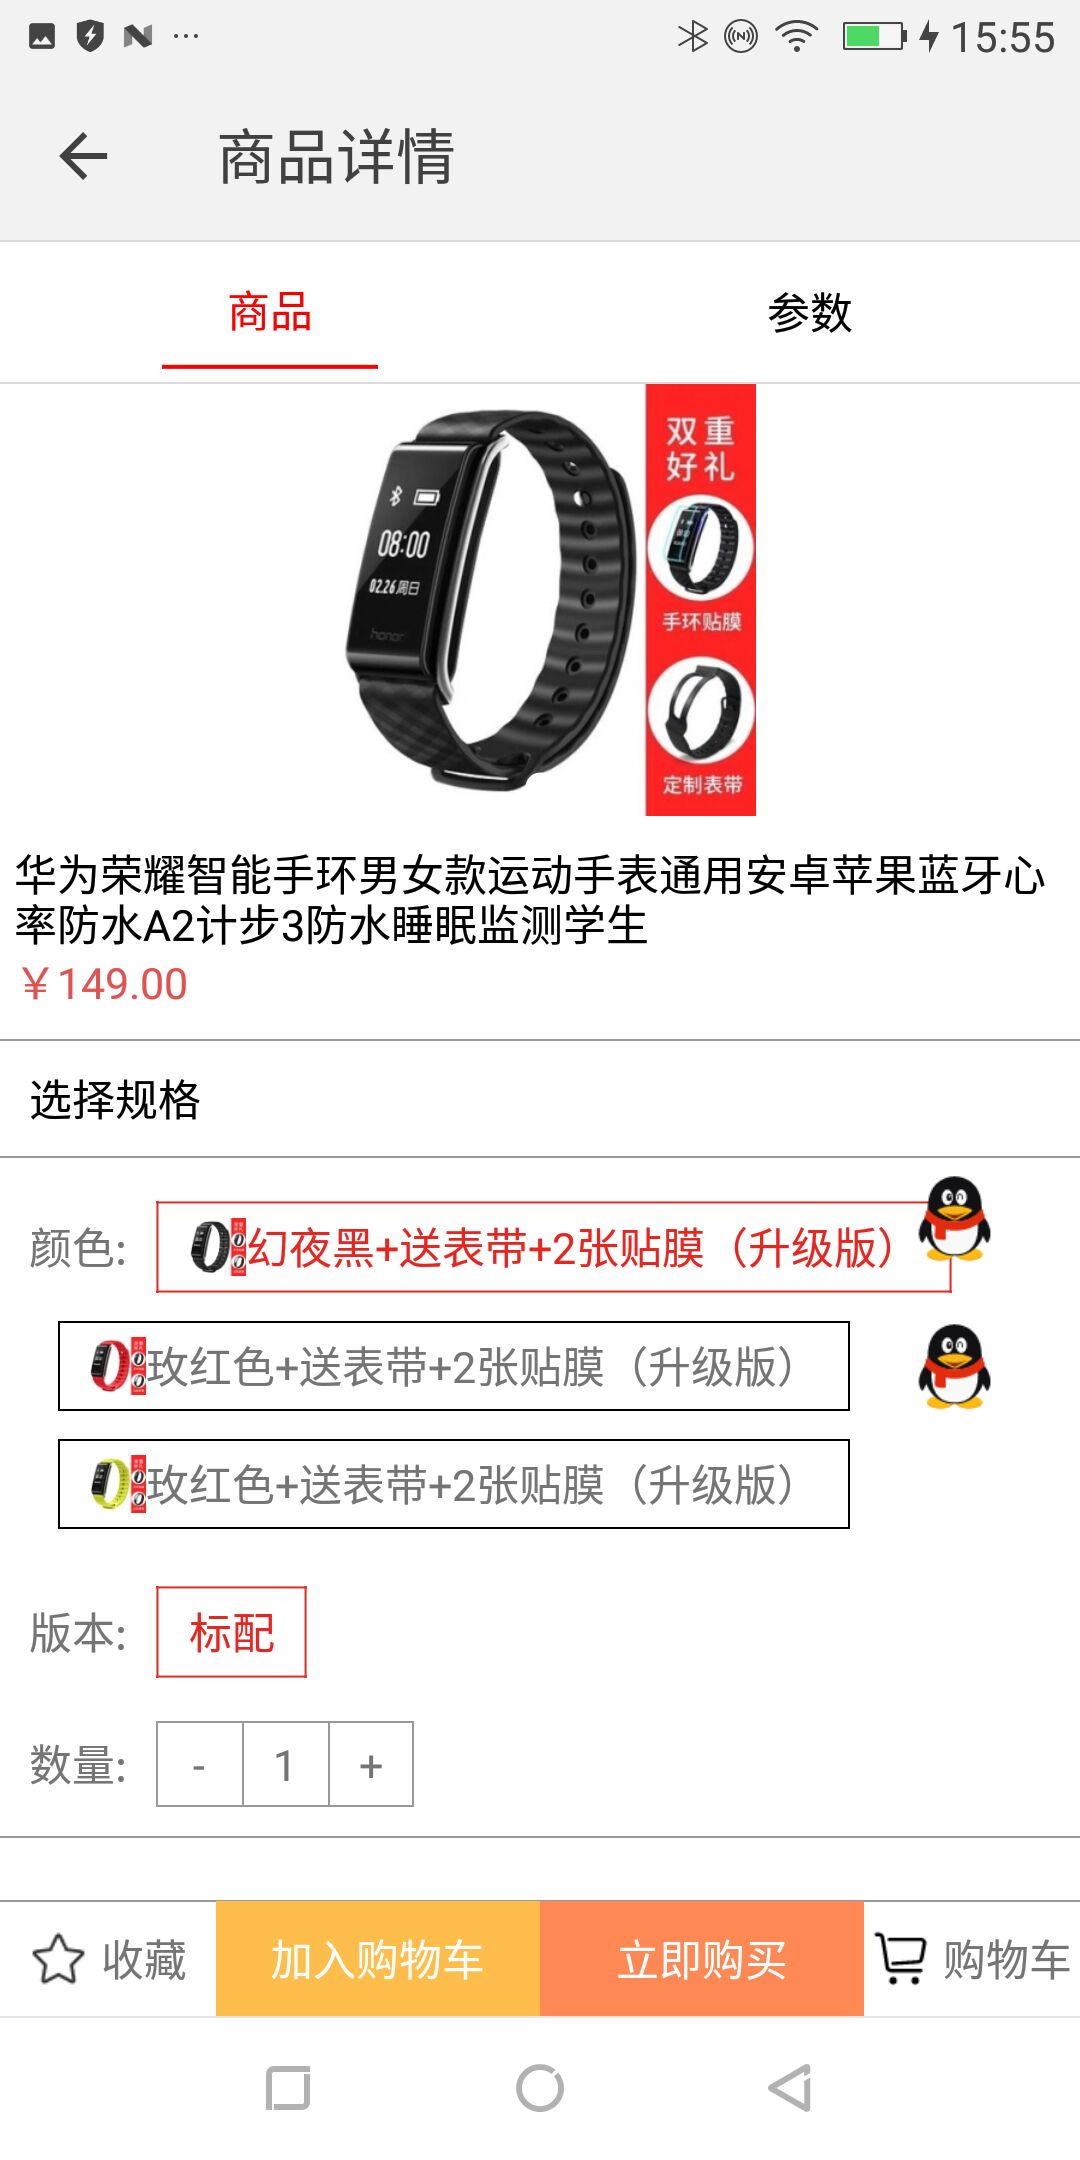 15:55
商品详情
商品
参数
双重
好礼
08:00
02.26周日
honor
手环贴膜
定制表带
华为荣耀智能手环男女款运动手表通用安卓苹果蓝牙心
率防水A2计步3防水睡眠监测学生
￥149.00
选择规格
颜色:
幻夜黑+送表带+2张贴膜（升级版）
玫红色+送表带+2张贴膜（升级版）
玫红色+送表带+2张贴膜（升级版）
版本:
标配
数量:
- 1 +
收藏
加入购物车
立即购买
购物车